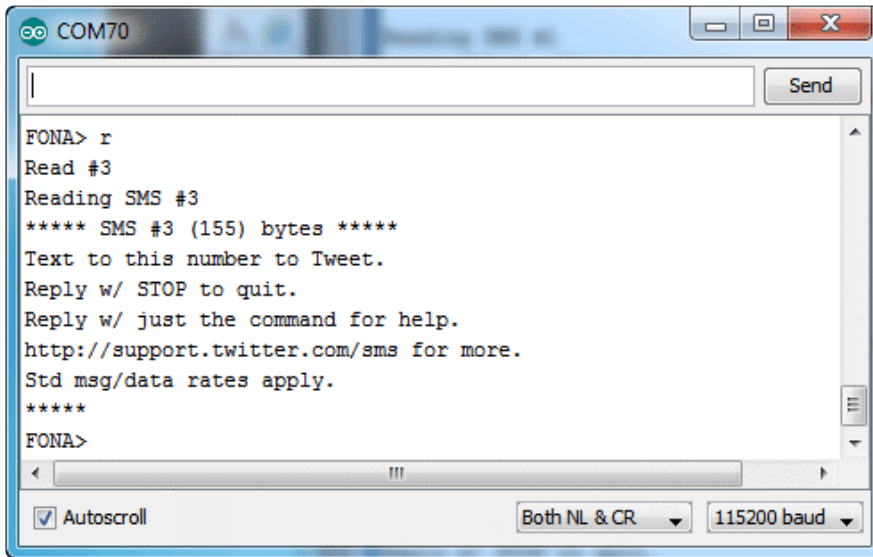 COM70
Send
FONA> r
Read #3
Reading SMS #3
***** SMS #3 (155) bytes *****
Text to this number to Tweet.
Reply w/ STOP to quit.
Reply w/ just the command for help.
http://support.twitter.com/sms for more.
Std msg/data rates apply.
*****
FONA>
Autoscroll
Both NL & CR
115200 baud